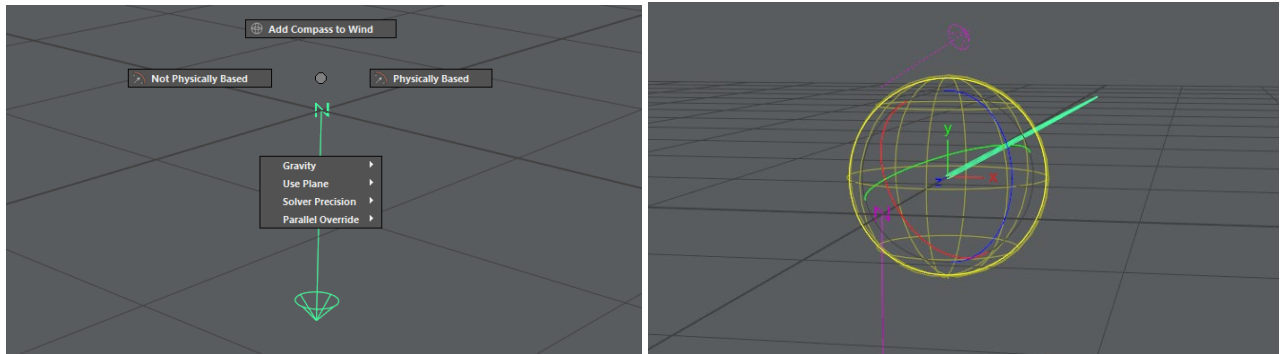 Add Compass to Wind
Not Physically Based
Physically Based
N
Gravity
Use Plane
Solver Precision
Parallel Override
y
z
x
N